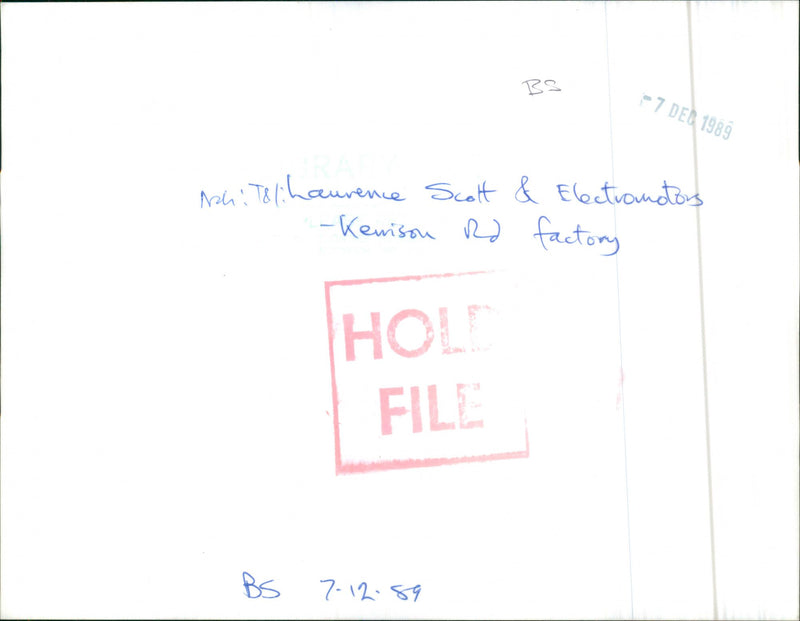 BS
-7 DEC 1989
Nch: T&I: Laurence Scott & Electromotors
- Kerrison Rd factory
HOLD
FILE
BS 7-12-89